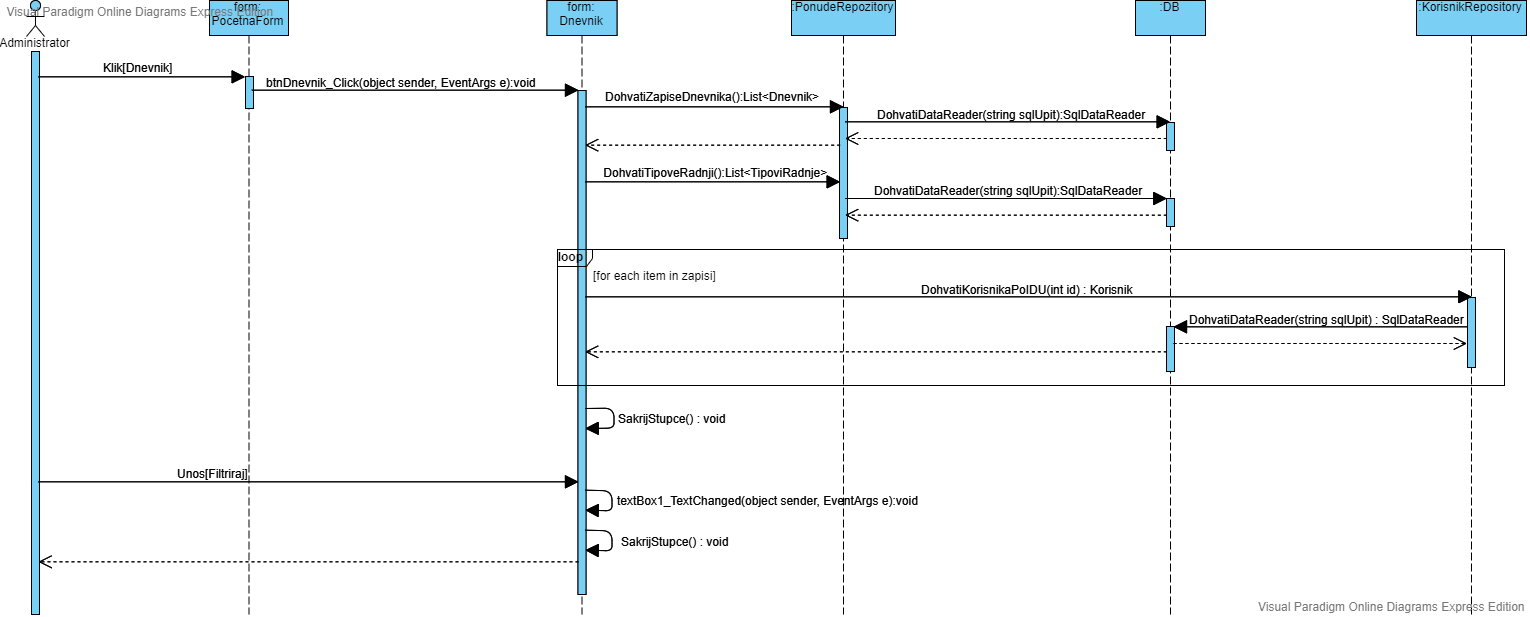 Visual Paradigm Online Diagrams Express Edition
form:
PocetnaForm
form:
Dnevnik
:PonudeRepozitory
:DB
:KorisnikRepository
Administrator
Klik[Dnevnik]
btnDnevnik_Click(object sender, EventArgs e):void
DohvatiZapiseDnevnika():List<Dnevnik>
DohvatiDataReader(string sqlUpit):SqlDataReader
DohvatiTipoveRadnji():List<TipoviRadnje>
DohvatiDataReader(string sqlUpit):SqlDataReader
loop
[for each item in zapisi]
DohvatiKorisnikaPoIDU(int id) : Korisnik
DohvatiDataReader(string sqlUpit) : SqlDataReader
SakrijStupce() : void
Unos[Filtriraj]
textBox1_TextChanged(object sender, EventArgs e):void
SakrijStupce() : void
Visual Paradigm Online Diagrams Express Edition